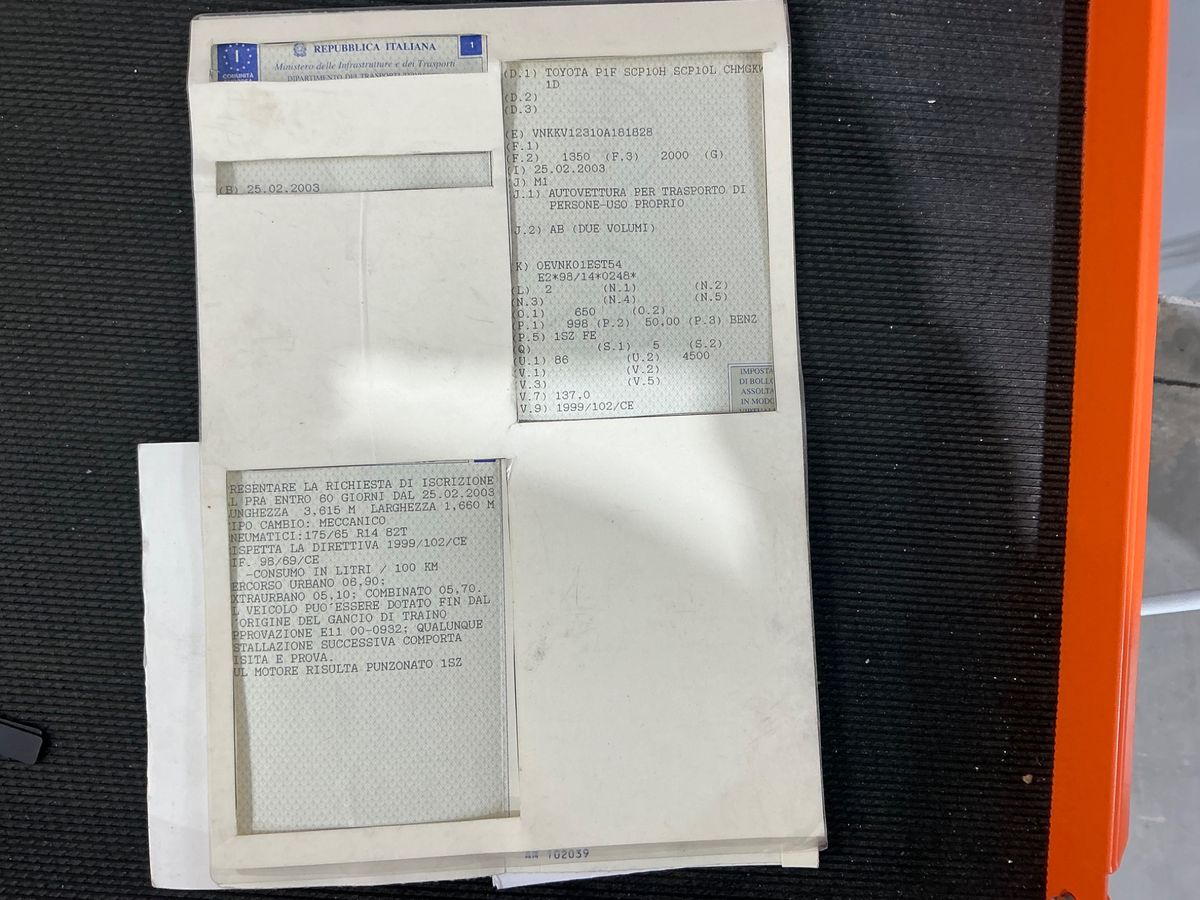 I
COMUNITÀ
REPUBBLICA ITALIANA
1
Ministero delle Infrastrutture e dei Trasporti
(B) 25.02.2003
(D.1) TOYOTA P1F SCP10H SCP10L CHMGKW
1D
(D.2)
(D.3)
(E) VNKKV12310A181828
(F.1)
(F.2) 1350 (F.3) 2000 (G)
(I) 25.02.2003
J) M1
J.1) AUTOVETTURA PER TRASPORTO DI
PERSONE-USO PROPRIO
J.2) AB (DUE VOLUMI)
K) OEVNK01EST54
E2*98/14*0248*
(L) 2 (N.1) (N.2)
(N.3) (N.4) (N.5)
(O.1) 650 (O.2)
(P.1) 998 (P.2) 50,00 (P.3) BENZ
(P.5) 1SZ FE
(Q) (S.1) 5 (S.2)
(U.1) 86 (U.2) 4500
(V.1) (V.2)
(V.3) (V.5)
V.7) 137,0
(V.9) 1999/102/CE
IMPOSTA
DI BOLLO
ASSOLTA
IN MODO
RESENTARE LA RICHIESTA DI ISCRIZIONE
L PRA ENTRO 60 GIORNI DAL 25.02.2003
UNGHEZZA 3,615 M LARGHEZZA 1,660 M
IPO CAMBIO: MECCANICO
NEUMATICI:175/65 R14 82T
ISPETTA LA DIRETTIVA 1999/102/CE
IF. 98/69/CE
-CONSUMO IN LITRI / 100 KM
ERCORSO URBANO 06,90;
XTRAURBANO 05,10; COMBINATO 05,70.
L VEICOLO PUO'ESSERE DOTATO FIN DAL
'ORIGINE DEL GANCIO DI TRAINO
PPROVAZIONE E11 00-0932; QUALUNQUE
STALLAZIONE SUCCESSIVA COMPORTA
ISITA E PROVA.
UL MOTORE RISULTA PUNZONATO 1SZ
102039